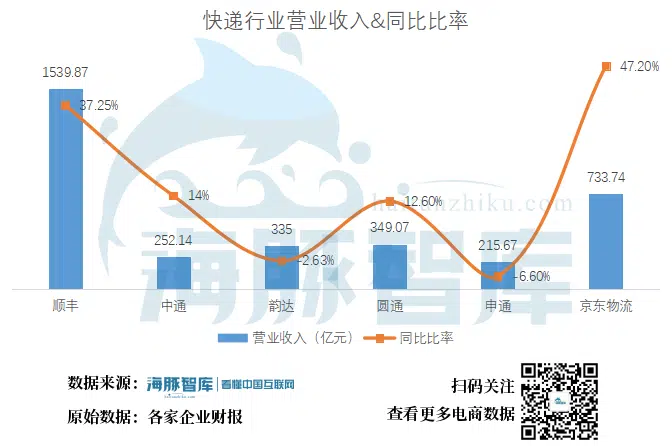 快递行业营业收入&同比比率
1539.87
37.25%
14%
252.14
-2.63%
335
12.60%
349.07
-6.60%
215.67
47.20%
733.74
海豚智库
haitunzhiku.com
顺丰 中通 韵达 圆通 申通 京东物流
营业收入（亿元） 同比比率
数据来源：海豚智库 看懂中国互联网
原始数据：各家企业财报
扫码关注
查看更多电商数据